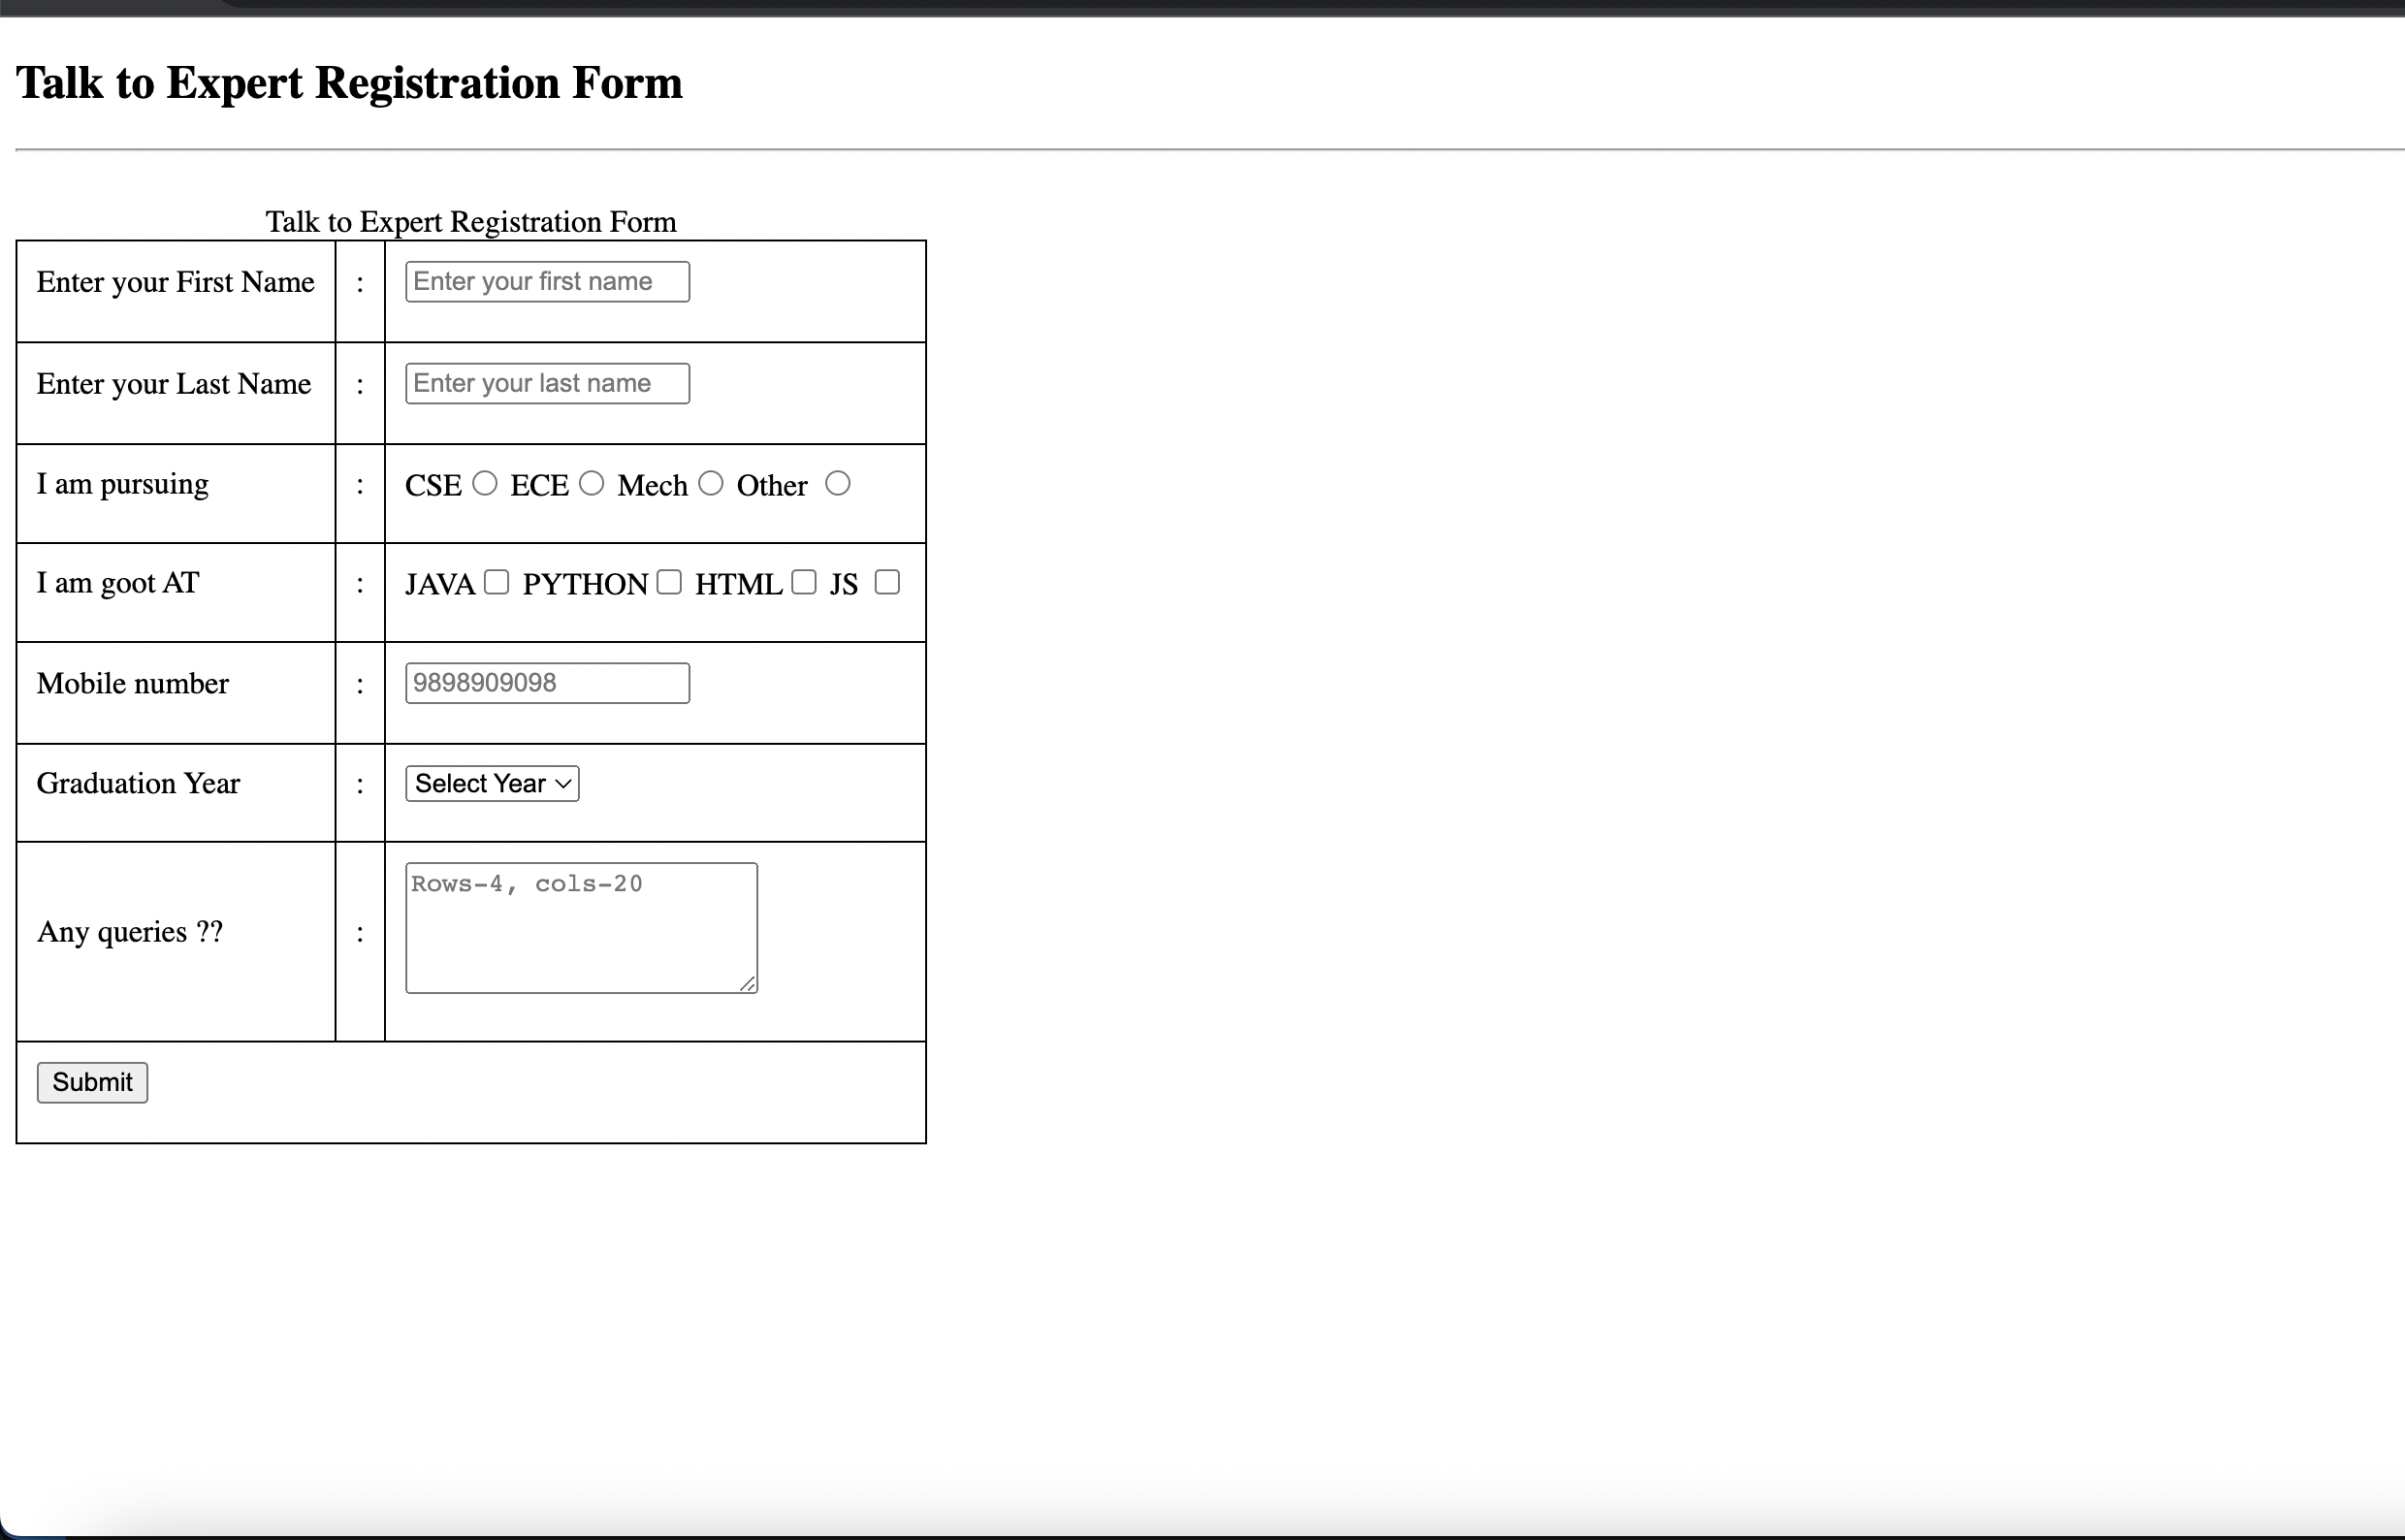 Talk to Expert Registration Form
Talk to Expert Registration Form
Enter your First Name : Enter your first name
Enter your Last Name : Enter your last name
I am pursuing : CSE ECE Mech Other
I am goot AT : JAVA PYTHON HTML JS
Mobile number : 9898909098
Graduation Year : Select Year
Any queries ?? : Rows-4, cols-20
Submit